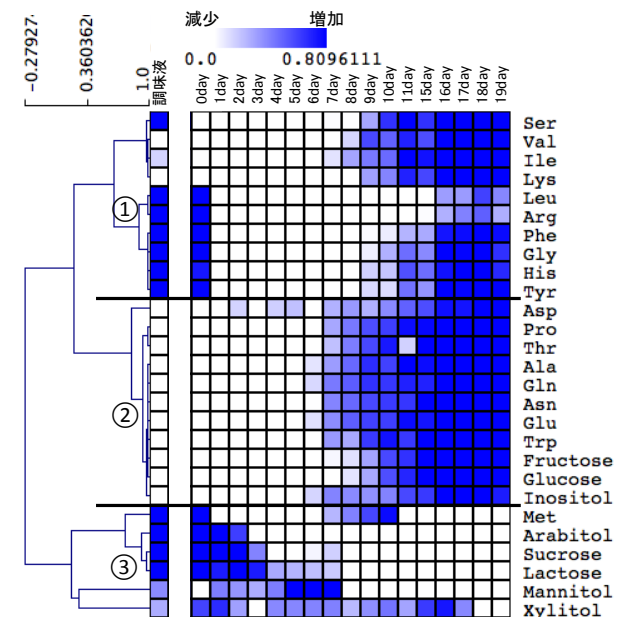 減少 増加
0.0 0.8096111
-0.27927
0.3603620
1.0
調味液
0day
1day
2day
3day
4day
5day
6day
7day
8day
9day
10day
11day
15day
16day
17day
18day
19day
Ser
Val
Ile
Lys
Leu
①
Arg
Phe
Gly
His
Tyr
Asp
Pro
Thr
Ala
Gln
Asn
②
Glu
Trp
Fructose
Glucose
Inositol
Met
Arabitol
Sucrose
③
Lactose
Mannitol
Xylitol